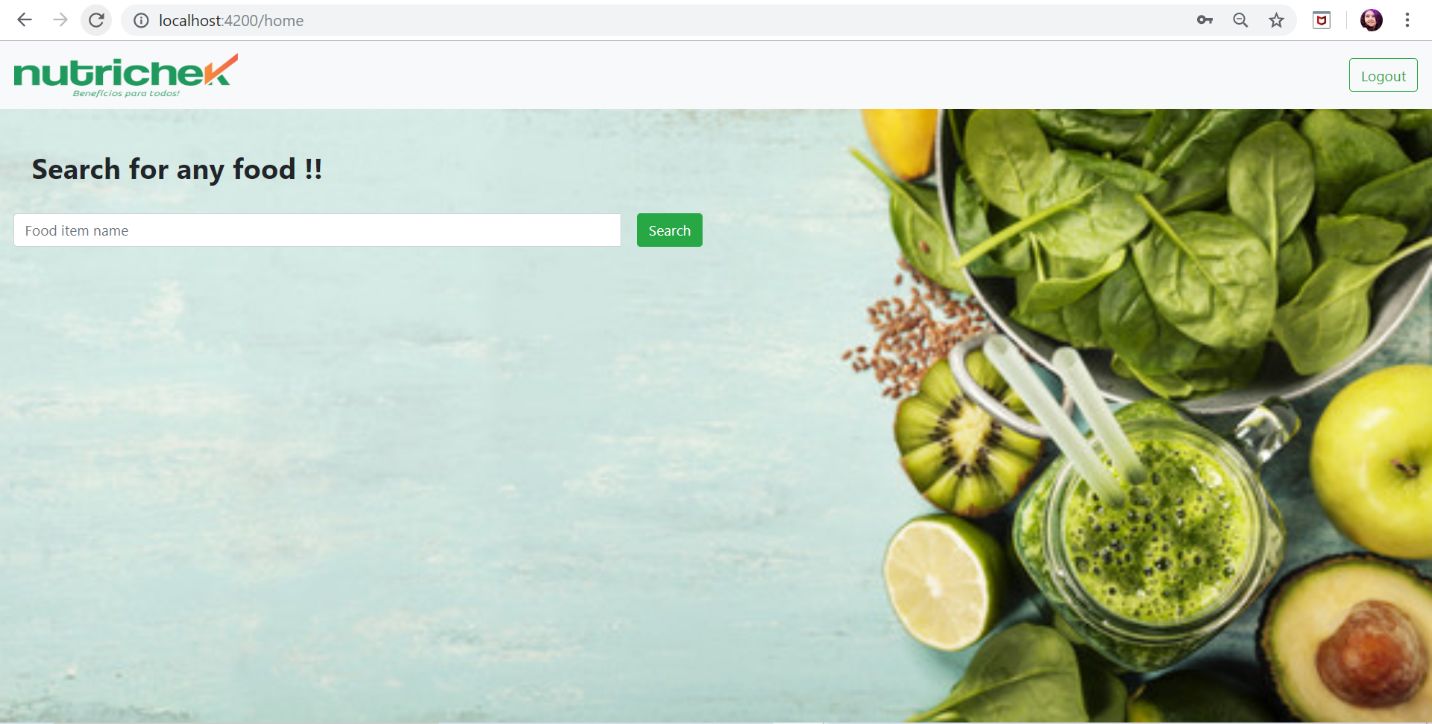 localhost:4200/home
nutrichek
Benefícios para todos!
Logout
Search for any food !!
Food item name
Search